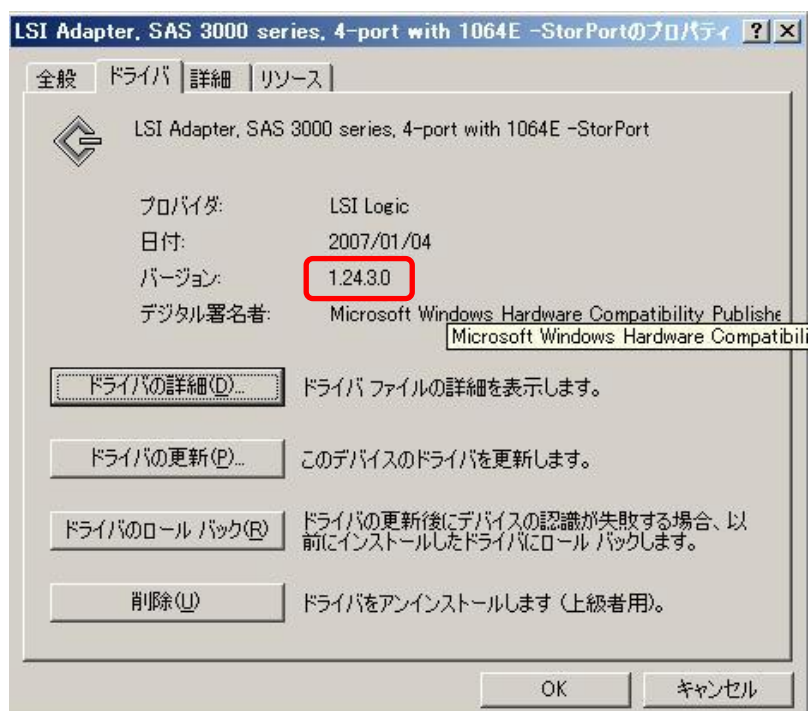 LSI Adapter, SAS 3000 series, 4-port with 1064E -StorPortのプロパティ
全般 ドライバ 詳細 リソース
LSI Adapter, SAS 3000 series, 4-port with 1064E -StorPort
プロバイダ: LSI Logic
日付: 2007/01/04
バージョン: 1.24.3.0
デジタル署名者: Microsoft Windows Hardware Compatibility Publishe
Microsoft Windows Hardware Compatibili
ドライバの詳細(D)... ドライバ ファイルの詳細を表示します。
ドライバの更新(P)... このデバイスのドライバを更新します。
ドライバのロール バック(R) ドライバの更新後にデバイスの認識が失敗する場合、以
前にインストールしたドライバにロール バックします。
削除(U) ドライバをアンインストールします (上級者用)。
OK キャンセル